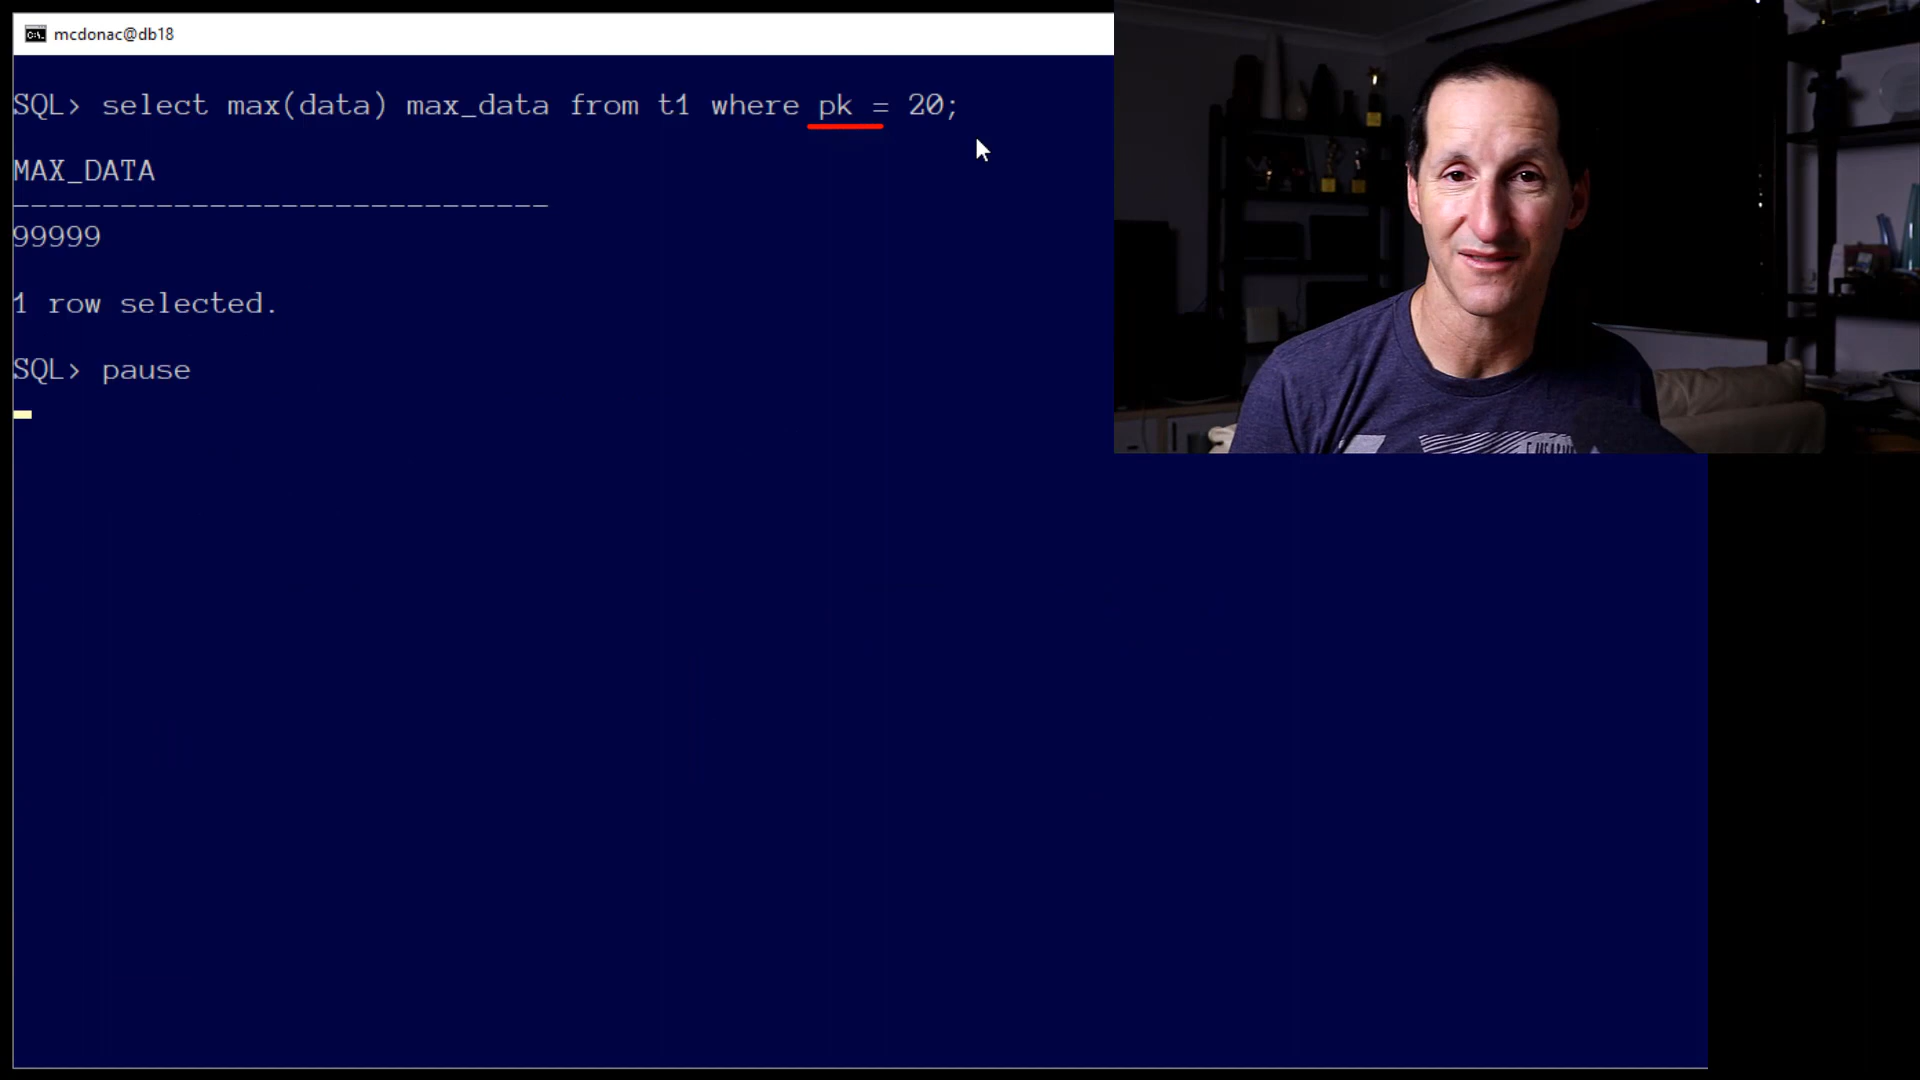 mcdonac@db18
SQL> select max(data) max_data from t1 where pk = 20;
MAX_DATA
------------------------------
99999
1 row selected.
SQL> pause